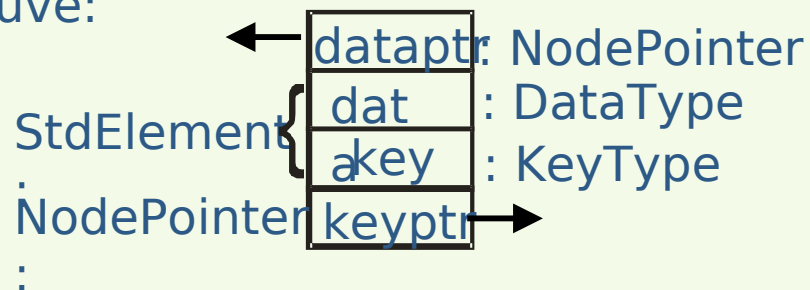 uve:
dataptr : NodePointer
dat : DataType
StdElement
a key : KeyType
:
NodePointer keyptr
: